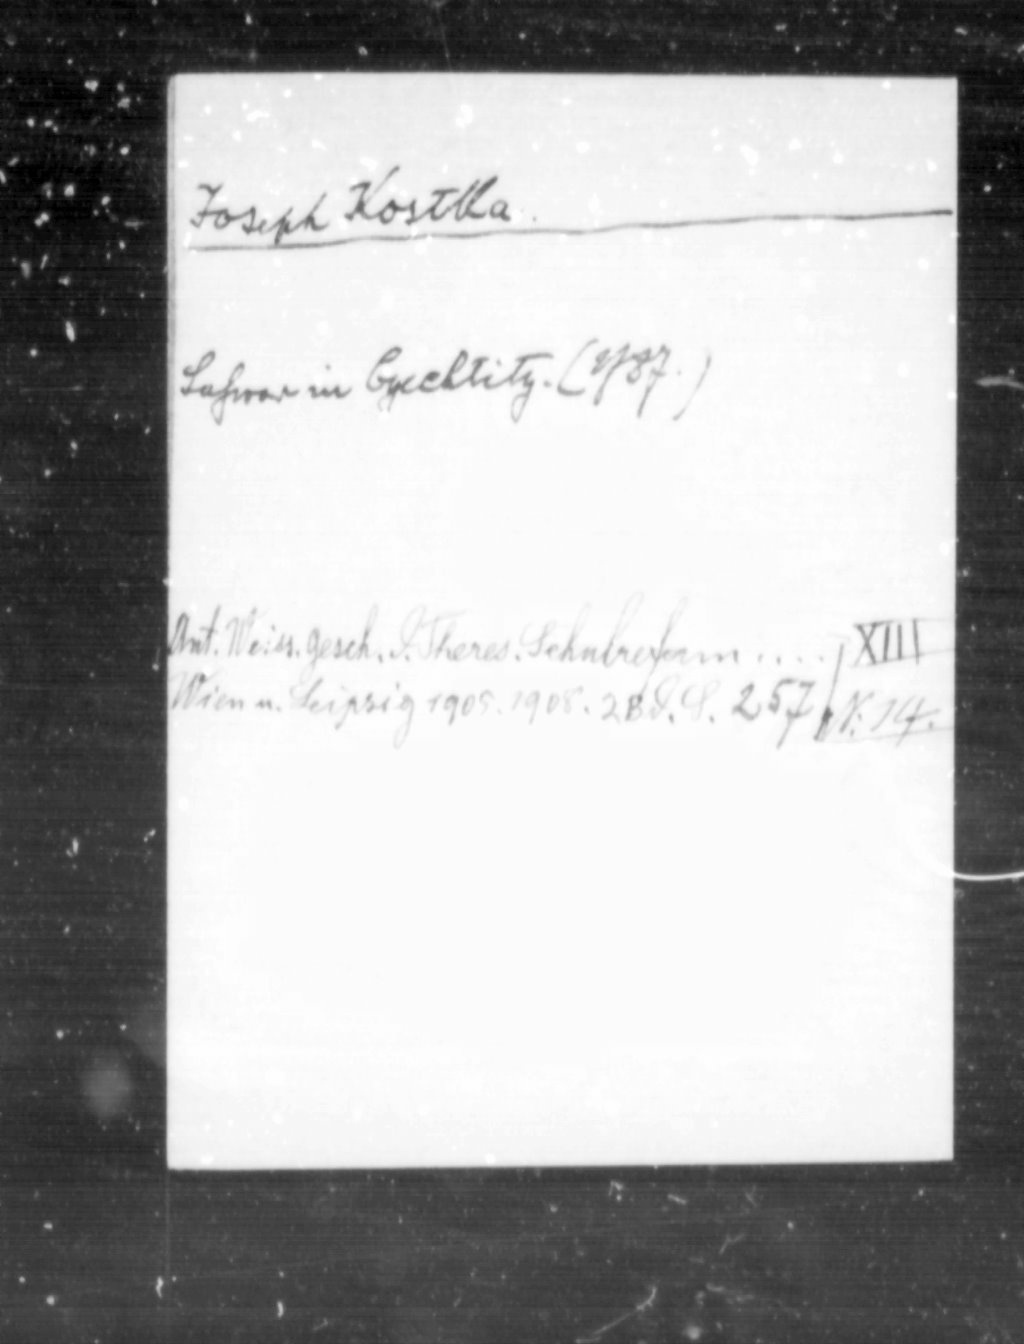 Joseph Kostka.
Lehrer in Czechtitz. (1787.)
Ant. Weiss. Gesch. d. Theres. Schulreform .... XIII
Wien u. Leipzig 1905. 1908. 2 Bd. S. 257 N. 14.